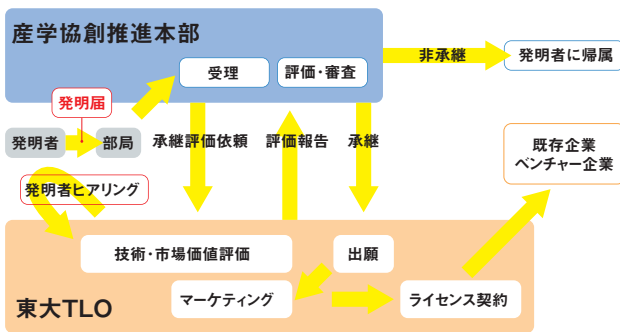 産学協創推進本部
受理
評価・審査
非承継
発明者に帰属
発明届
発明者
部局
承継評価依頼
評価報告
承継
既存企業
ベンチャー企業
発明者ヒアリング
技術・市場価値評価
出願
東大TLO
マーケティング
ライセンス契約